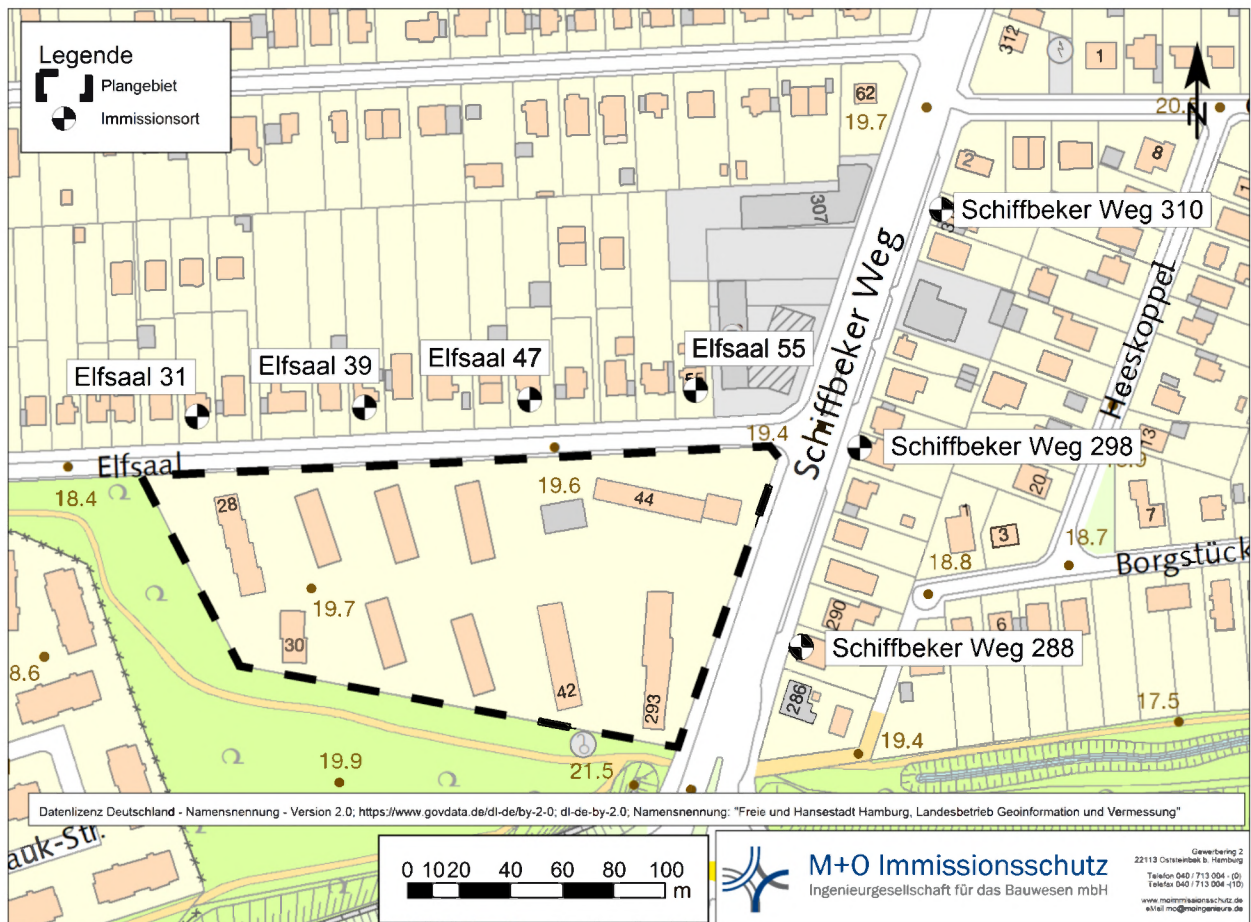 Legende
Plangebiet
Immissionsort
312
1
62
19.7
20.5
N
2
8
307
Schiffbeker Weg 310
Schiffbeker Weg
Heeskoppel
Elfsaal 31
Elfsaal 39
Elfsaal 47
Elfsaal 55
55
19.4
Schiffbeker Weg 298
13
Elfsaal
18.4
28
19.6
44
20
1
3
7
18.7
18.8
Borgstück
19.7
30
290
6
Schiffbeker Weg 288
8.6
42
293
286
17.5
19.4
19.9
21.5
Datenlizenz Deutschland - Namensnennung - Version 2.0; https://www.govdata.de/dl-de/by-2-0; dl-de-by-2.0; Namensnennung: "Freie und Hansestadt Hamburg, Landesbetrieb Geoinformation und Vermessung"
auk-Str.
0 10 20 40 60 80 100
m
M+O Immissionsschutz
Ingenieurgesellschaft für das Bauwesen mbH
Gewerbering 2
22113 Oststeinbek b. Hamburg
Telefon 040 / 713 004 - (0)
Telefax 040 / 713 004 -(10)
www.moimmissionsschutz.de
eMail mo@moingenieure.de